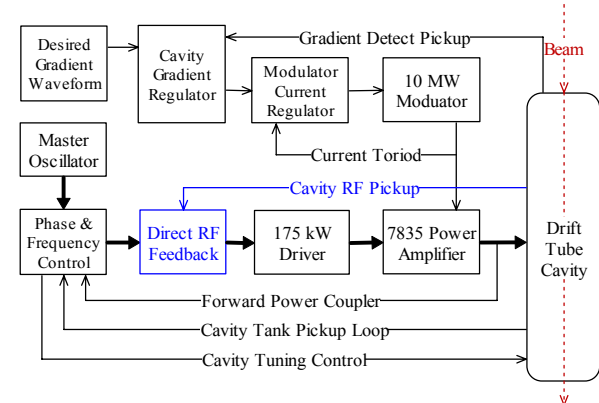 Gradient Detect Pickup
Beam
Desired
Gradient
Waveform
Cavity
Gradient
Regulator
Modulator
Current
Regulator
10 MW
Moduator
Master
Oscillator
Current Toriod
Cavity RF Pickup
Phase &
Frequency
Control
Direct RF
Feedback
175 kW
Driver
7835 Power
Amplifier
Drift
Tube
Cavity
Forward Power Coupler
Cavity Tank Pickup Loop
Cavity Tuning Control